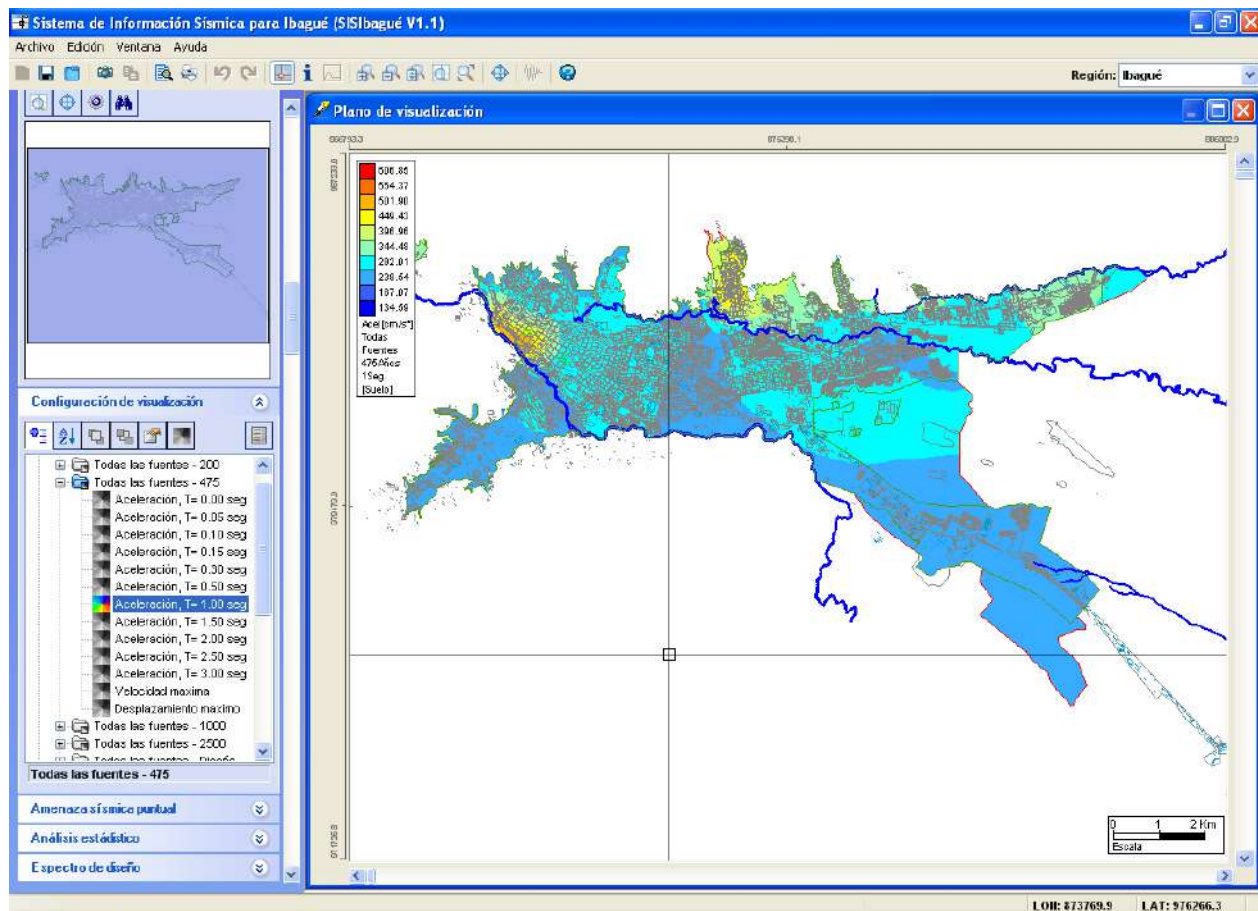 Sistema de Información Sísmica para Ibagué (SISIbagué V1.1)
Archivo Edición Ventana Ayuda
Región: Ibagué
Plano de visualización
876290.1
554.37
501.90
449.43
396.96
344.49
292.01
239.54
187.07
134.59
Acel[cm/s²]
Todas
Fuentes
475Años
1Seg
[Suelo]
Configuración de visualización
Todas las fuentes - 200
Todas las fuentes - 475
Aceleración, T= 0.00 seg
Aceleración, T= 0.05 seg
Aceleración, T= 0.10 seg
Aceleración, T= 0.15 seg
Aceleración, T= 0.30 seg
Aceleración, T= 0.50 seg
Aceleración, T= 1.00 seg
Aceleración, T= 1.50 seg
Aceleración, T= 2.00 seg
Aceleración, T= 2.50 seg
Aceleración, T= 3.00 seg
Velocidad maxima
Desplazamiento maximo
Todas las fuentes - 1000
Todas las fuentes - 2500
Todas las fuentes - Diseño
Todas las fuentes - 475
Amenaza sísmica puntual
Análisis estádistico
Espectro de diseño
0 1 2 Km
Escala
LON: 873769.9 LAT: 976266.3